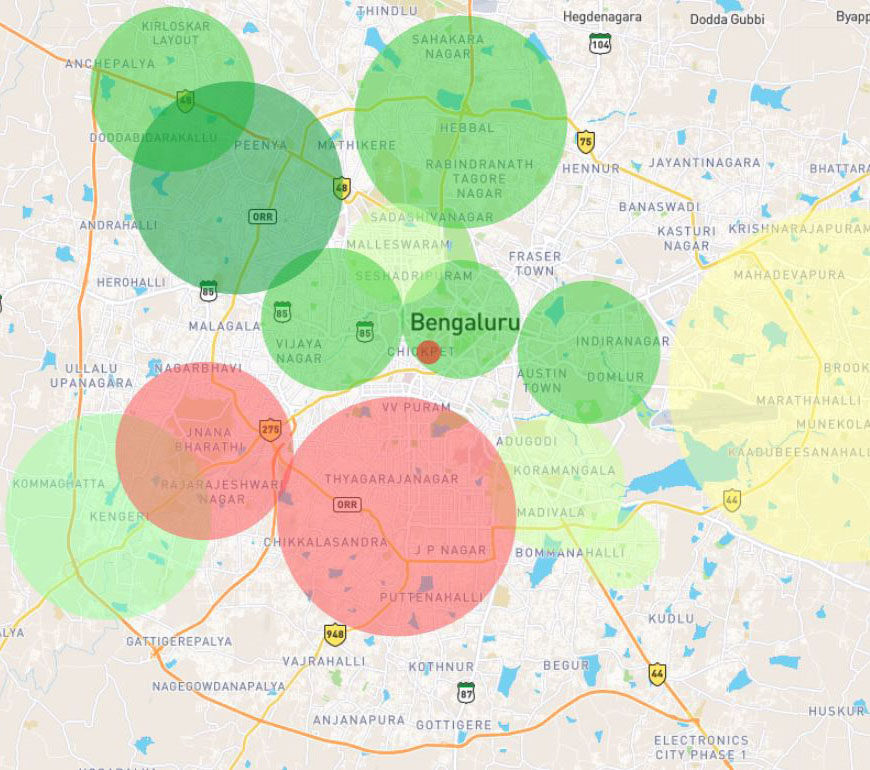 THINDLU
Hegdenagara
Dodda Gubbi
Byapp
KIRLOSKAR
LAYOUT
SAHAKARA
NAGAR
104
ANCHEPALYA
48
HEBBAL
75
DODDABIDARAKALLU
PEENYA
MATHIKERE
RABINDRANATH
TAGORE
NAGAR
HENNUR
JAYANTINAGARA
BHATTARA
48
ORR
SADASHIVANAGAR
BANASWADI
ANDRAHALLI
KASTURI
NAGAR
KRISHNARAJAPURAM
MALLESWARAM
FRASER
TOWN
HEROHALLI
SESHADRIPURAM
MAHADEVAPURA
85
85
85
MALAGALA
Bengaluru
VIJAYA
NAGAR
CHICKPET
INDIRANAGAR
ULLALU
UPANAGARA
NAGARBHAVI
AUSTIN
TOWN
DOMLUR
BROOK
VV PURAM
MARATHAHALLI
275
JNANA
BHARATHI
ADUGODI
MUNEKOLA
KAADUBEESANAHALL
KOMMAGHATTA
RAJARAJESHWARI
NAGAR
THYAGARAJANAGAR
KORAMANGALA
ORR
44
KENGERI
MADIVALA
CHIKKALASANDRA
J P NAGAR
BOMMANAHALLI
PUTTENAHALLI
KUDLU
ALYA
948
GATTIGEREPALYA
VAJRAHALLI
KOTHNUR
BEGUR
44
NAGEGOWDANAPALYA
87
ANJANAPURA
GOTTIGERE
HUSKUR
ELECTRONICS
CITY PHASE 1